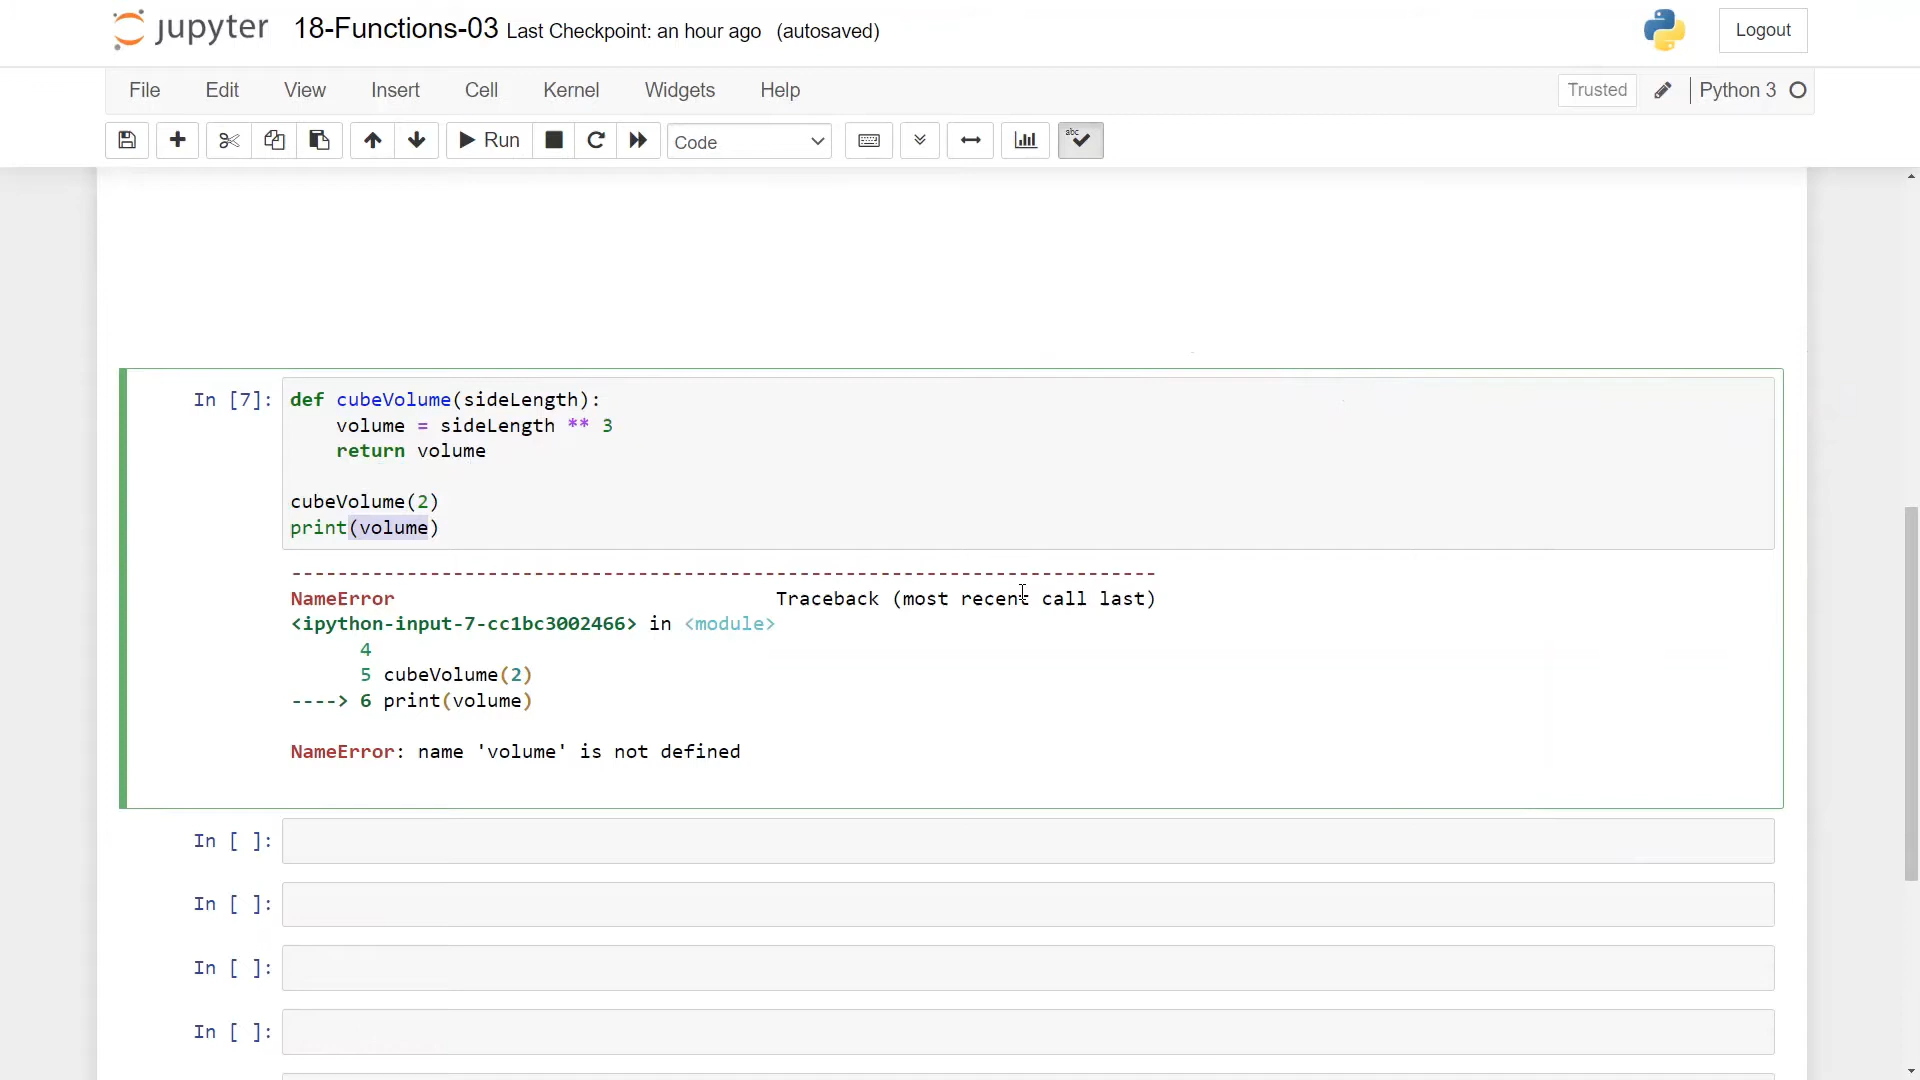 jupyter 18-Functions-03 Last Checkpoint: an hour ago (autosaved) Logout
File Edit View Insert Cell Kernel Widgets Help Trusted Python 3
Run Code abc
In [7]: def cubeVolume(sideLength):
    volume = sideLength ** 3
    return volume
cubeVolume(2)
print(volume)
---------------------------------------------------------------------------
NameError                                 Traceback (most recent call last)
<ipython-input-7-cc1bc3002466> in <module>
      4
      5 cubeVolume(2)
----> 6 print(volume)
NameError: name 'volume' is not defined
In [ ]:
In [ ]:
In [ ]:
In [ ]: